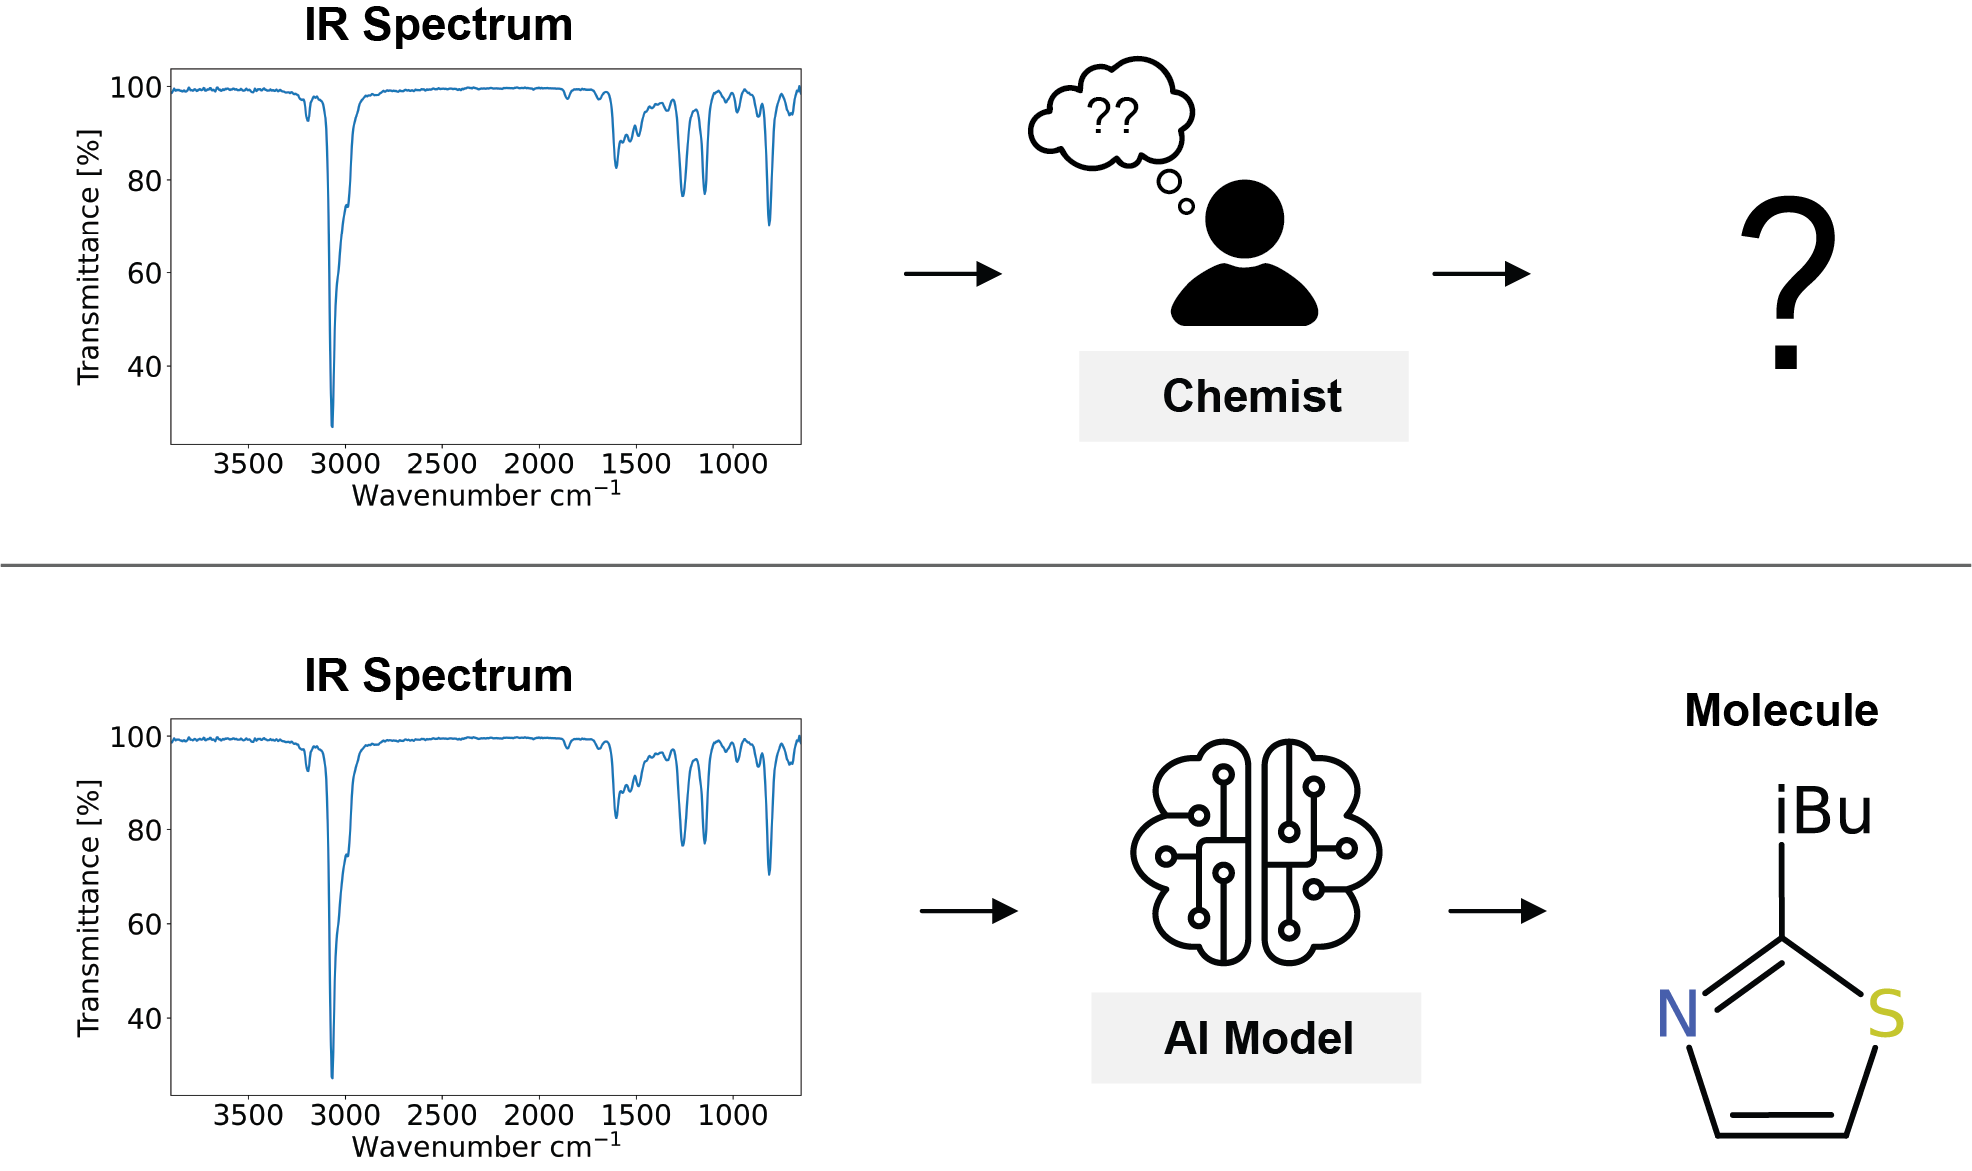 IR Spectrum
100
80
60
40
Transmittance [%]
3500 3000 2500 2000 1500 1000
Wavenumber cm⁻¹
??
Chemist
?
IR Spectrum
100
80
60
40
Transmittance [%]
3500 3000 2500 2000 1500 1000
Wavenumber cm⁻¹
AI Model
Molecule
iBu
N S